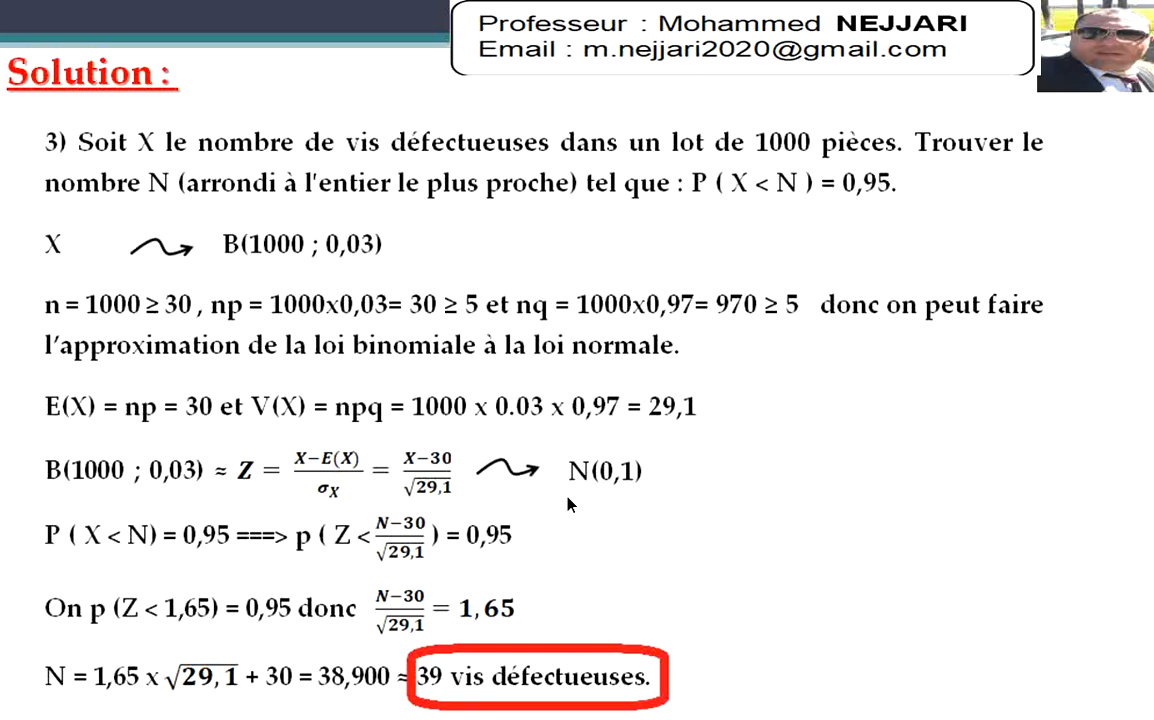 Professeur : Mohammed NEJJARI
Email : m.nejjari2020@gmail.com
Solution :
3) Soit X le nombre de vis défectueuses dans un lot de 1000 pièces. Trouver le
nombre N (arrondi à l'entier le plus proche) tel que : P ( X < N ) = 0,95.
X B(1000 ; 0,03)
n = 1000 ≥ 30 , np = 1000x0,03= 30 ≥ 5 et nq = 1000x0,97= 970 ≥ 5 donc on peut faire
l’approximation de la loi binomiale à la loi normale.
E(X) = np = 30 et V(X) = npq = 1000 x 0.03 x 0,97 = 29,1
B(1000 ; 0,03) ≈ Z = (X−E(X))/σX = (X−30)/√29,1 N(0,1)
P ( X < N) = 0,95 ===> p ( Z < (N−30)/√29,1 ) = 0,95
On p (Z < 1,65) = 0,95 donc (N−30)/√29,1 = 1,65
N = 1,65 x √29,1 + 30 = 38,900 ≈ 39 vis défectueuses.